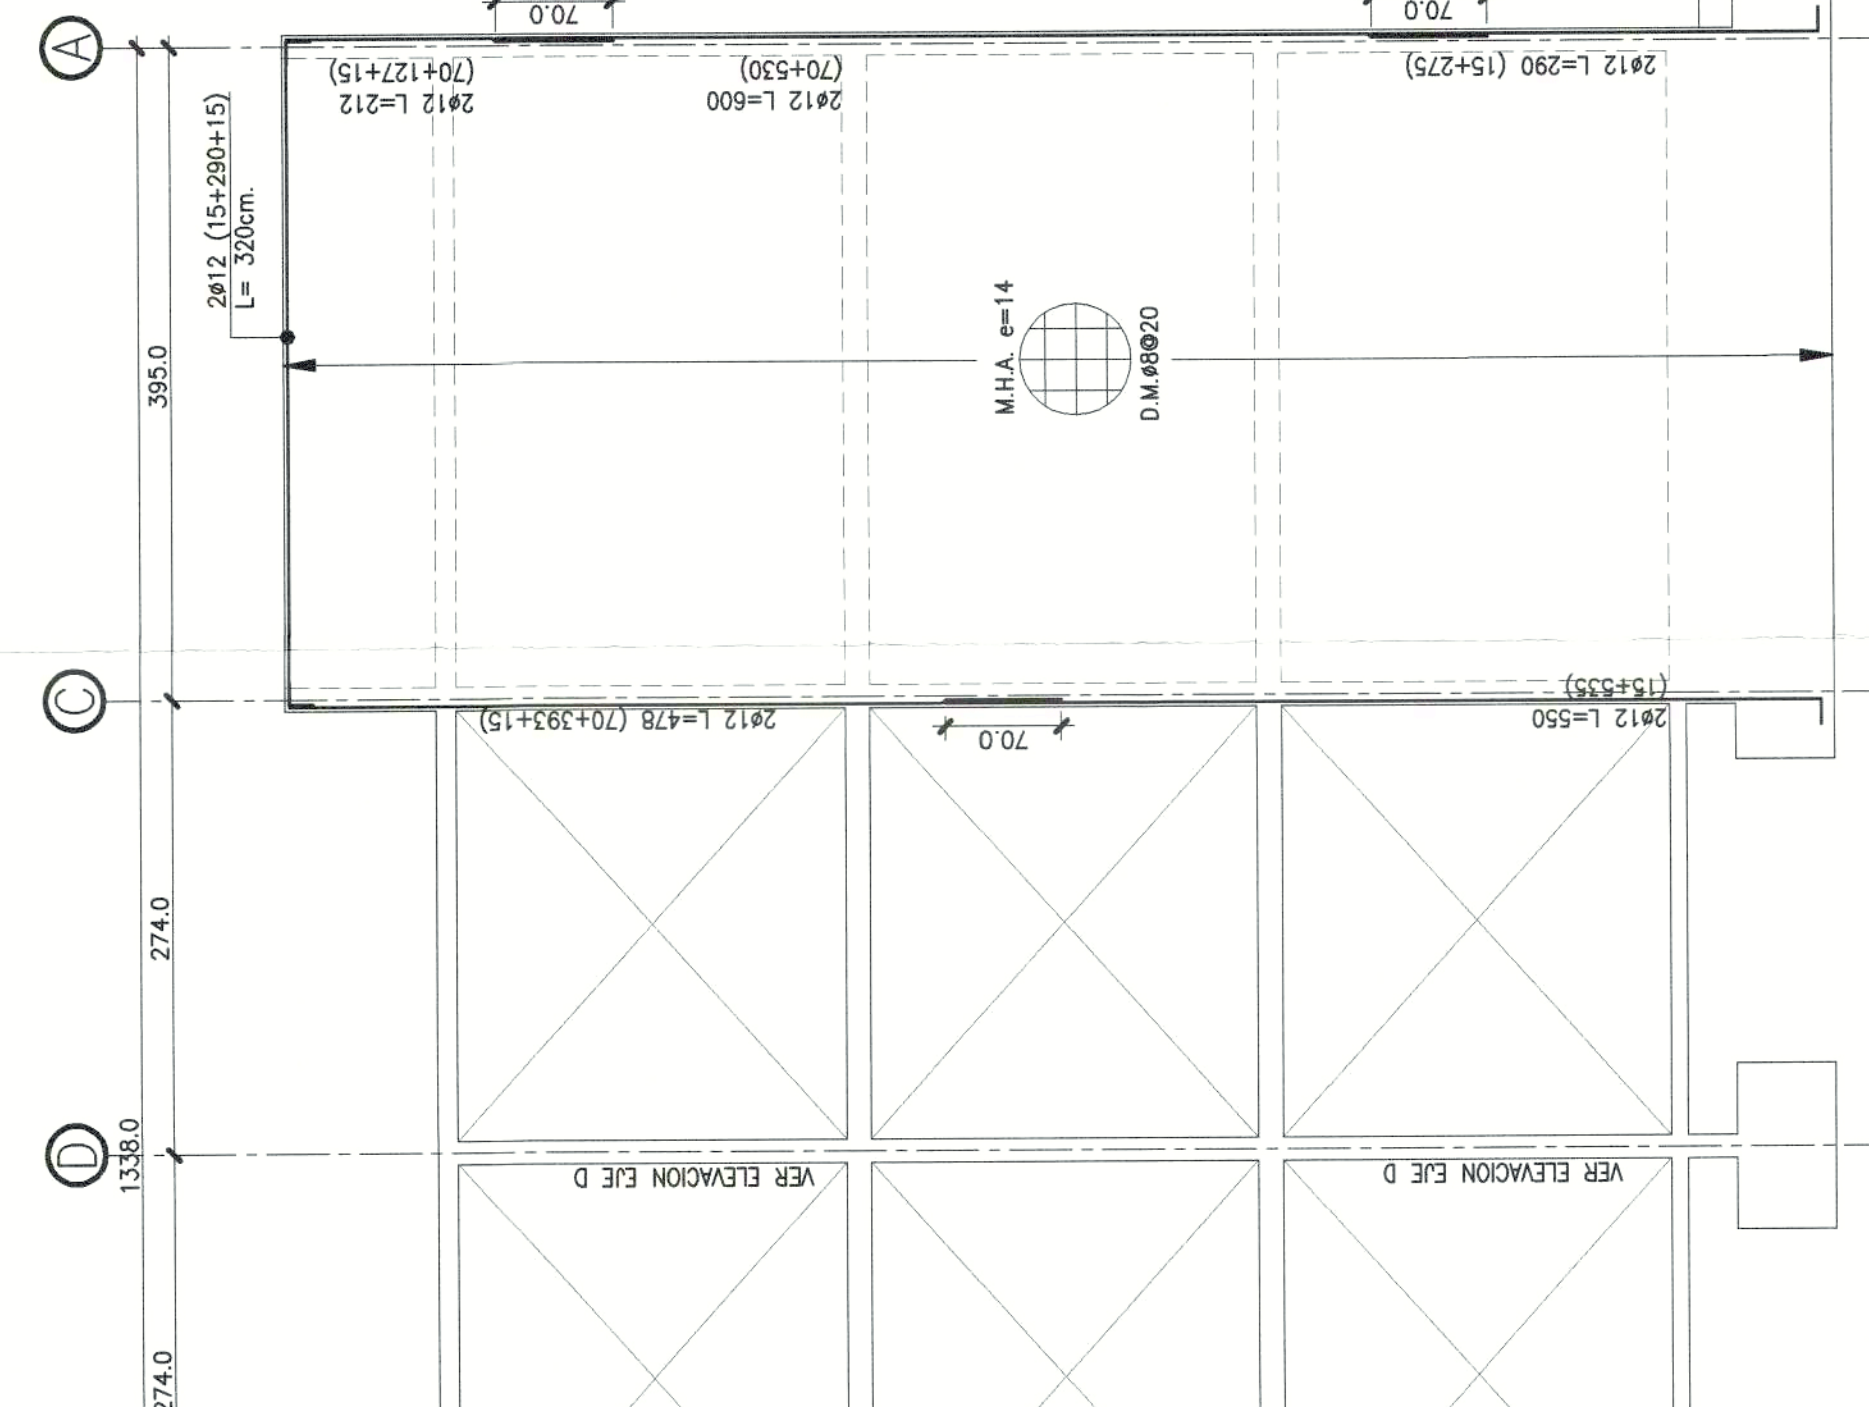 A
70.0
70.0
2ø12 L=212
(70+127+15)
2ø12 L=600
(70+530)
2ø12 L=290 (15+275)
2ø12 (15+290+15)
L= 320cm.
395.0
M.H.A. e=14
D.M.ø8@20
C
2ø12 L=478 (70+393+15)
70.0
2ø12 L=550
(15+535)
274.0
D
1338.0
VER ELEVACION EJE D
VER ELEVACION EJE D
274.0